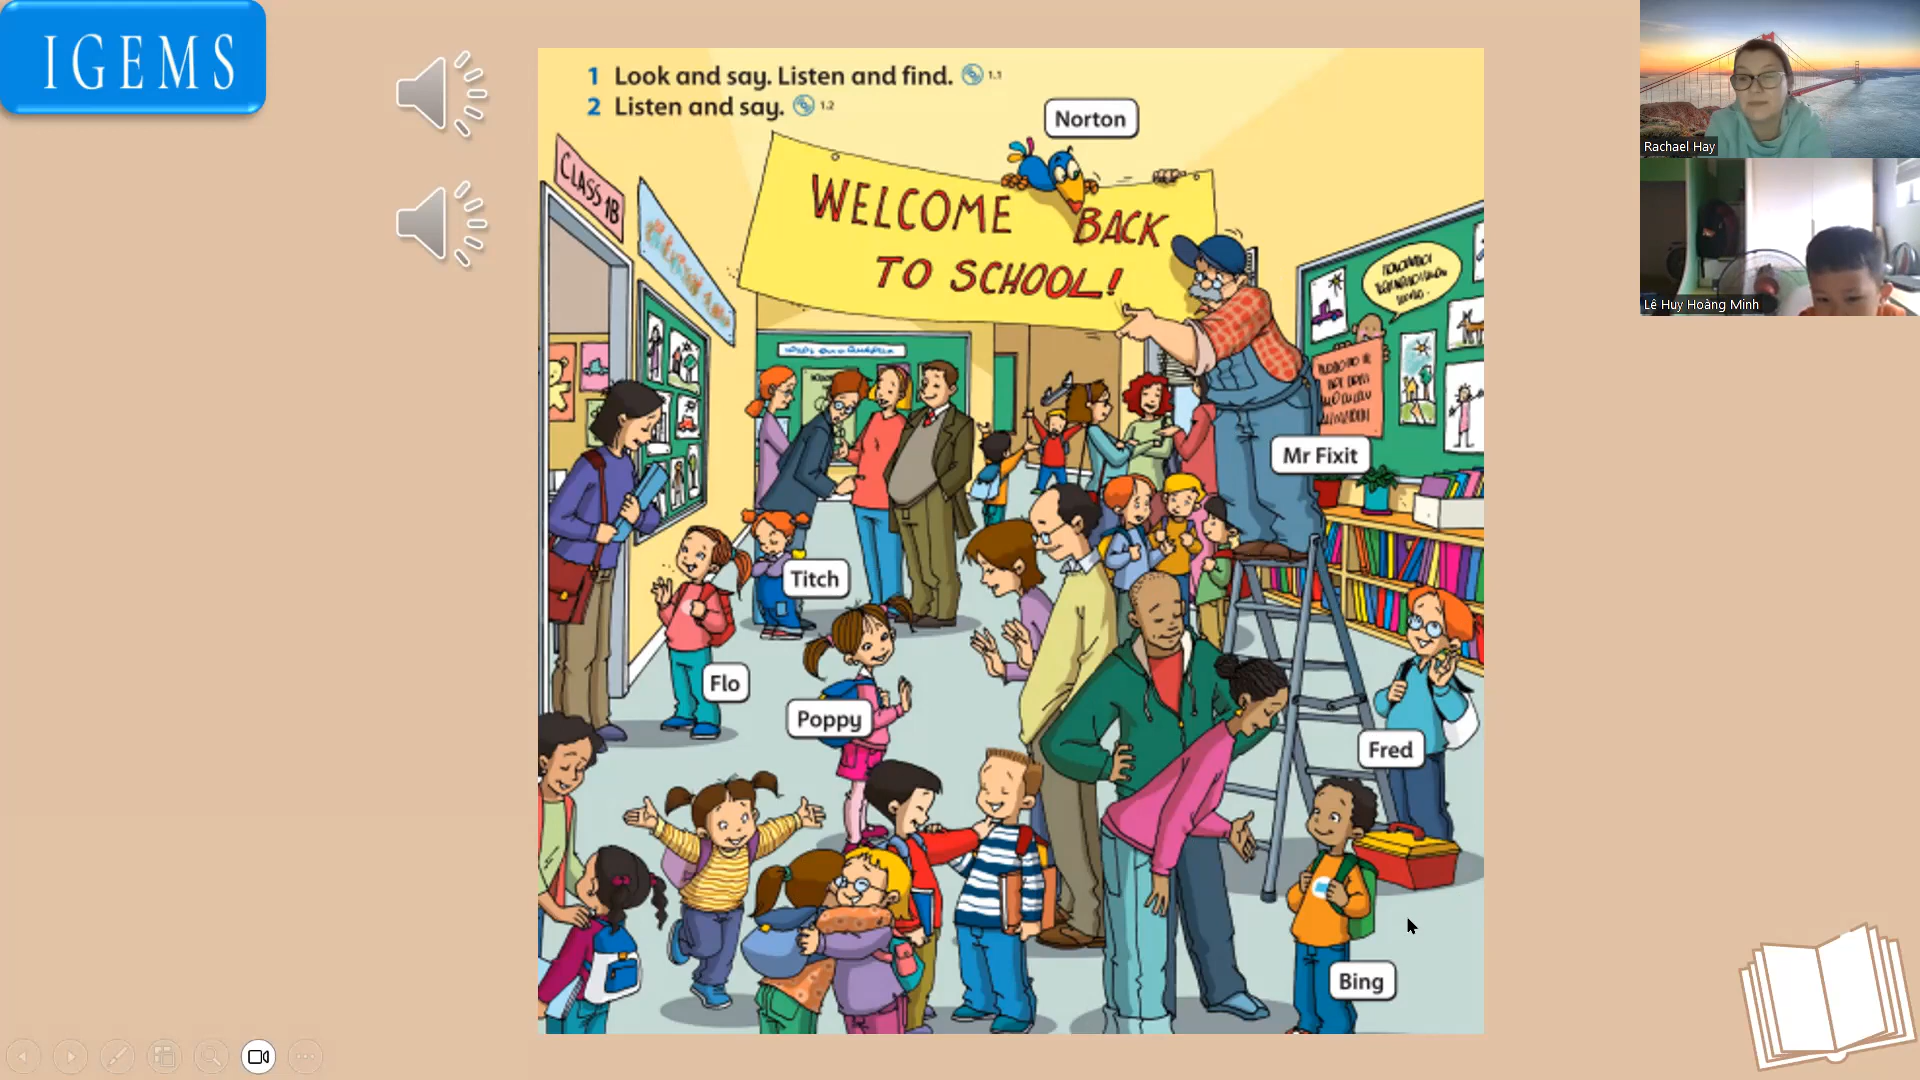 IGEMS
1 Look and say. Listen and find. 1.1
2 Listen and say. 1.2
Norton
CLASS 1B
WELCOME BACK
TO SCHOOL!
Mr Fixit
Titch
Flo
Poppy
Fred
Bing
Rachael Hay
Lê Huy Hoàng Minh